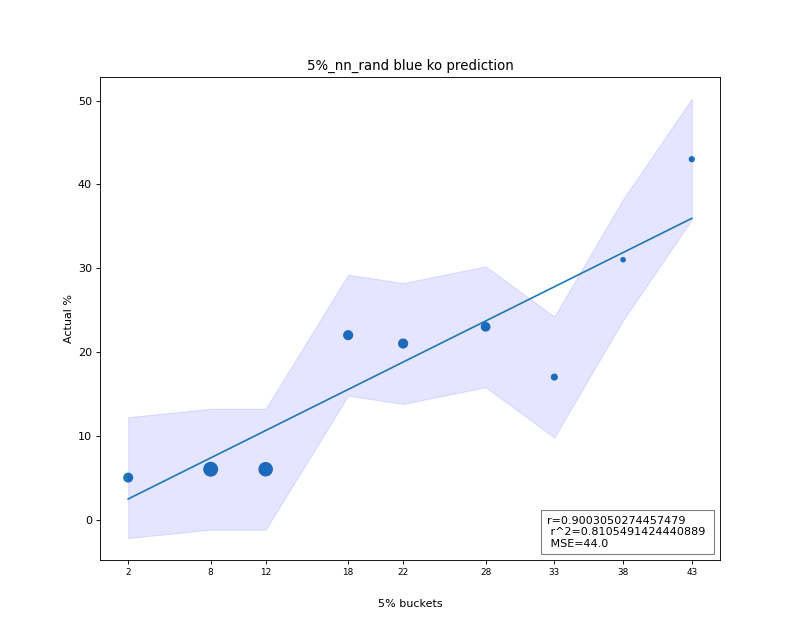 5%_nn_rand blue ko prediction
50
40
30
20
10
0
Actual %
2 8 12 18 22 28 33 38 43
5% buckets
r=0.9003050274457479
r^2=0.8105491424440889
MSE=44.0